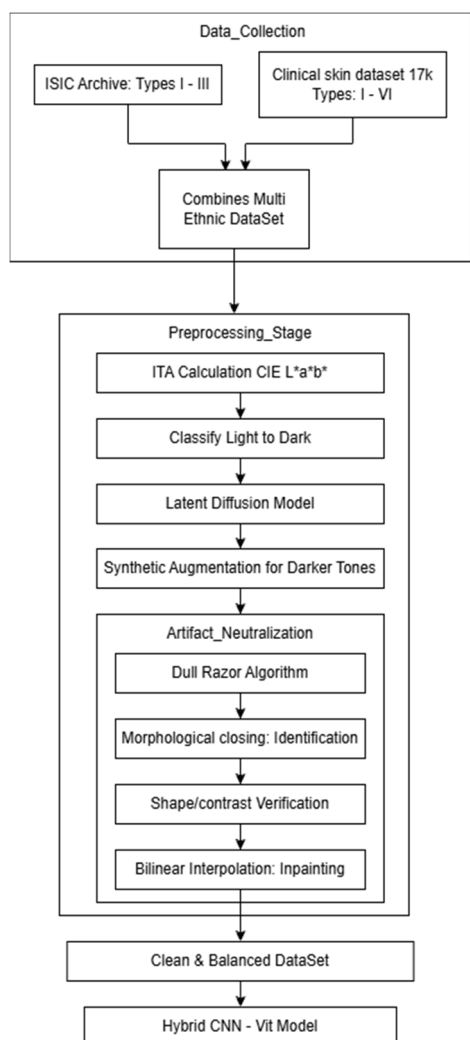 Data_Collection
ISIC Archive: Types I - III
Clinical skin dataset 17k
Types: I - VI
Combines Multi
Ethnic DataSet
Preprocessing_Stage
ITA Calculation CIE L*a*b*
Classify Light to Dark
Latent Diffusion Model
Synthetic Augmentation for Darker Tones
Artifact_Neutralization
Dull Razor Algorithm
Morphological closing: Identification
Shape/contrast Verification
Bilinear Interpolation: Inpainting
Clean & Balanced DataSet
Hybrid CNN - Vit Model